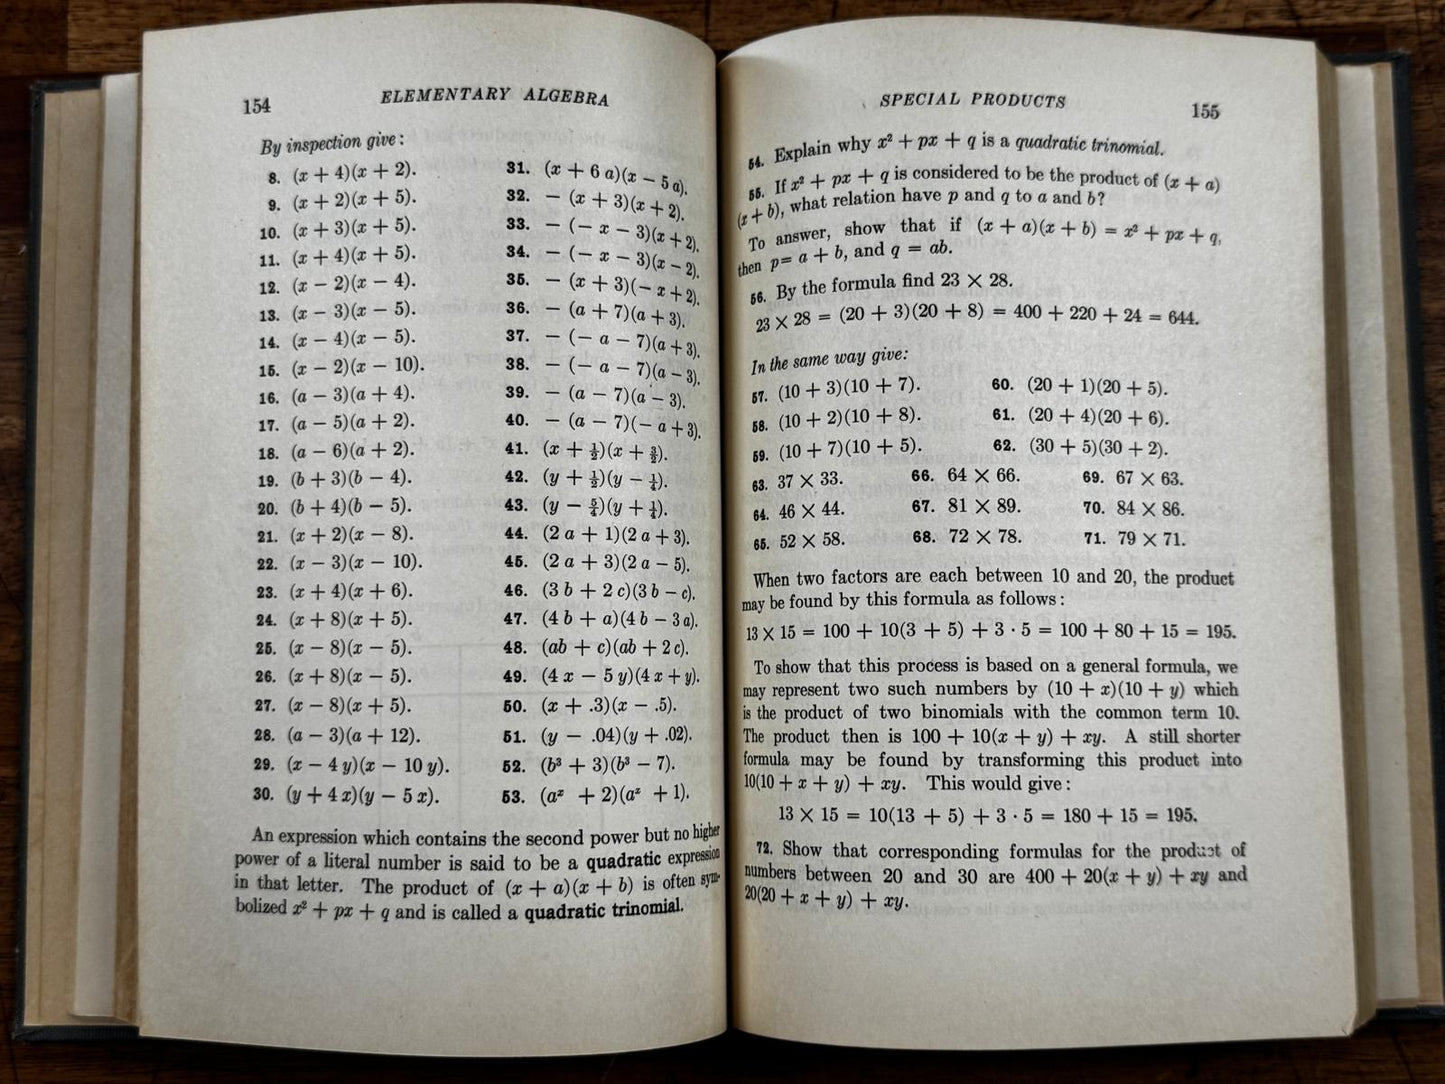 154
ELEMENTARY ALGEBRA
By inspection give:
8. (x + 4)(x + 2).
9. (x + 2)(x + 5).
10. (x + 3)(x + 5).
11. (x + 4)(x + 5).
12. (x − 2)(x − 4).
13. (x − 3)(x − 5).
14. (x − 4)(x − 5).
15. (x − 2)(x − 10).
16. (a − 3)(a + 4).
17. (a − 5)(a + 2).
18. (a − 6)(a + 2).
19. (b + 3)(b − 4).
20. (b + 4)(b − 5).
21. (x + 2)(x − 8).
22. (x − 3)(x − 10).
23. (x + 4)(x + 6).
24. (x + 8)(x + 5).
25. (x − 8)(x − 5).
26. (x + 8)(x − 5).
27. (x − 8)(x + 5).
28. (a − 3)(a + 12).
29. (x − 4 y)(x − 10 y).
30. (y + 4 x)(y − 5 x).
31. (x + 6 a)(x − 5 a).
32. − (x + 3)(x + 2).
33. − (− x − 3)(x + 2).
34. − (− x − 3)(x − 2).
35. − (x + 3)(− x + 2).
36. − (a + 7)(a + 3).
37. − (− a − 7)(a + 3).
38. − (− a − 7)(a − 3).
39. − (a − 7)(a − 3).
40. − (a − 7)(− a + 3).
41. (x + 1/2)(x + 3/2).
42. (y + 1/2)(y − 1/4).
43. (y − 5/4)(y + 1/4).
44. (2 a + 1)(2 a + 3).
45. (2 a + 3)(2 a − 5).
46. (3 b + 2 c)(3 b − c).
47. (4 b + a)(4 b − 3 a).
48. (ab + c)(ab + 2 c).
49. (4 x − 5 y)(4 x + y).
50. (x + .3)(x − .5).
51. (y − .04)(y + .02).
52. (b³ + 3)(b³ − 7).
53. (aˣ + 2)(aˣ + 1).
An expression which contains the second power but no higher
power of a literal number is said to be a quadratic expression
in that letter. The product of (x + a)(x + b) is often sym-
bolized x² + px + q and is called a quadratic trinomial.
SPECIAL PRODUCTS
155
54. Explain why x² + px + q is a quadratic trinomial.
55. If x² + px + q is considered to be the product of (x + a)
(x + b), what relation have p and q to a and b?
To answer, show that if (x + a)(x + b) = x² + px + q,
then p = a + b, and q = ab.
56. By the formula find 23 × 28.
23 × 28 = (20 + 3)(20 + 8) = 400 + 220 + 24 = 644.
In the same way give:
57. (10 + 3)(10 + 7).
60. (20 + 1)(20 + 5).
58. (10 + 2)(10 + 8).
61. (20 + 4)(20 + 6).
59. (10 + 7)(10 + 5).
62. (30 + 5)(30 + 2).
63. 37 × 33.
66. 64 × 66.
69. 67 × 63.
64. 46 × 44.
67. 81 × 89.
70. 84 × 86.
65. 52 × 58.
68. 72 × 78.
71. 79 × 71.
When two factors are each between 10 and 20, the product
may be found by this formula as follows:
13 × 15 = 100 + 10(3 + 5) + 3 · 5 = 100 + 80 + 15 = 195.
To show that this process is based on a general formula, we
may represent two such numbers by (10 + x)(10 + y) which
is the product of two binomials with the common term 10.
The product then is 100 + 10(x + y) + xy. A still shorter
formula may be found by transforming this product into
10(10 + x + y) + xy. This would give:
13 × 15 = 10(13 + 5) + 3 · 5 = 180 + 15 = 195.
72. Show that corresponding formulas for the product of
numbers between 20 and 30 are 400 + 20(x + y) + xy and
20(20 + x + y) + xy.